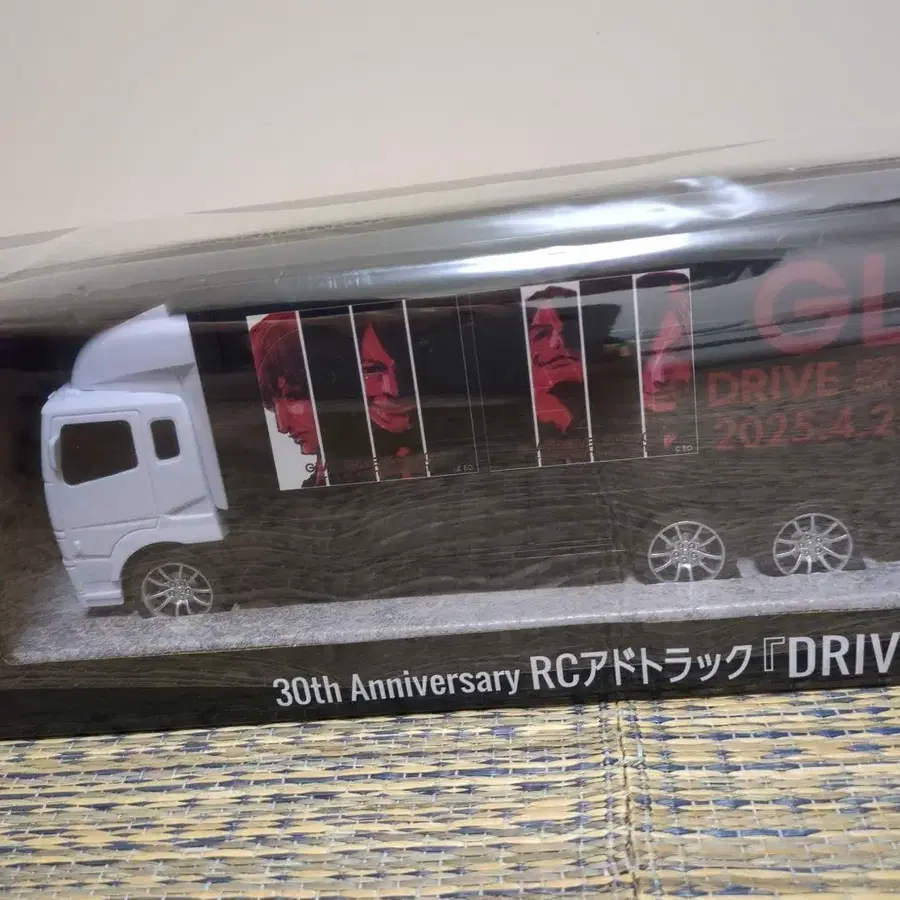 GL
DRIVE
2025.4.2
30th Anniversary RCアドトラック『DRIV